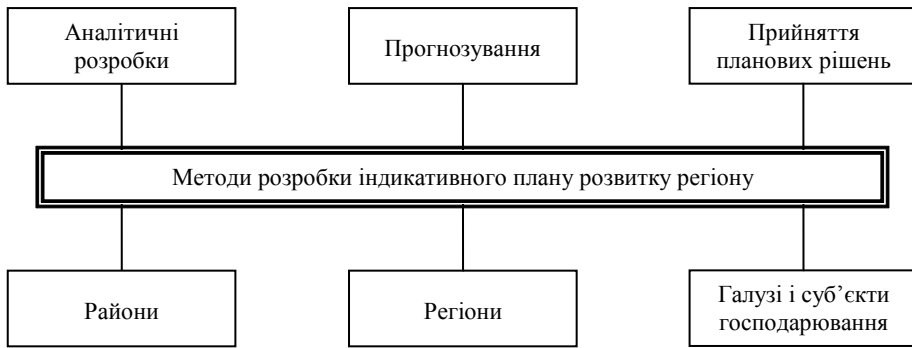 Аналітичні
розробки
Прогнозування
Прийняття
планових рішень
Методи розробки індикативного плану розвитку регіону
Райони
Регіони
Галузі і суб’єкти
господарювання